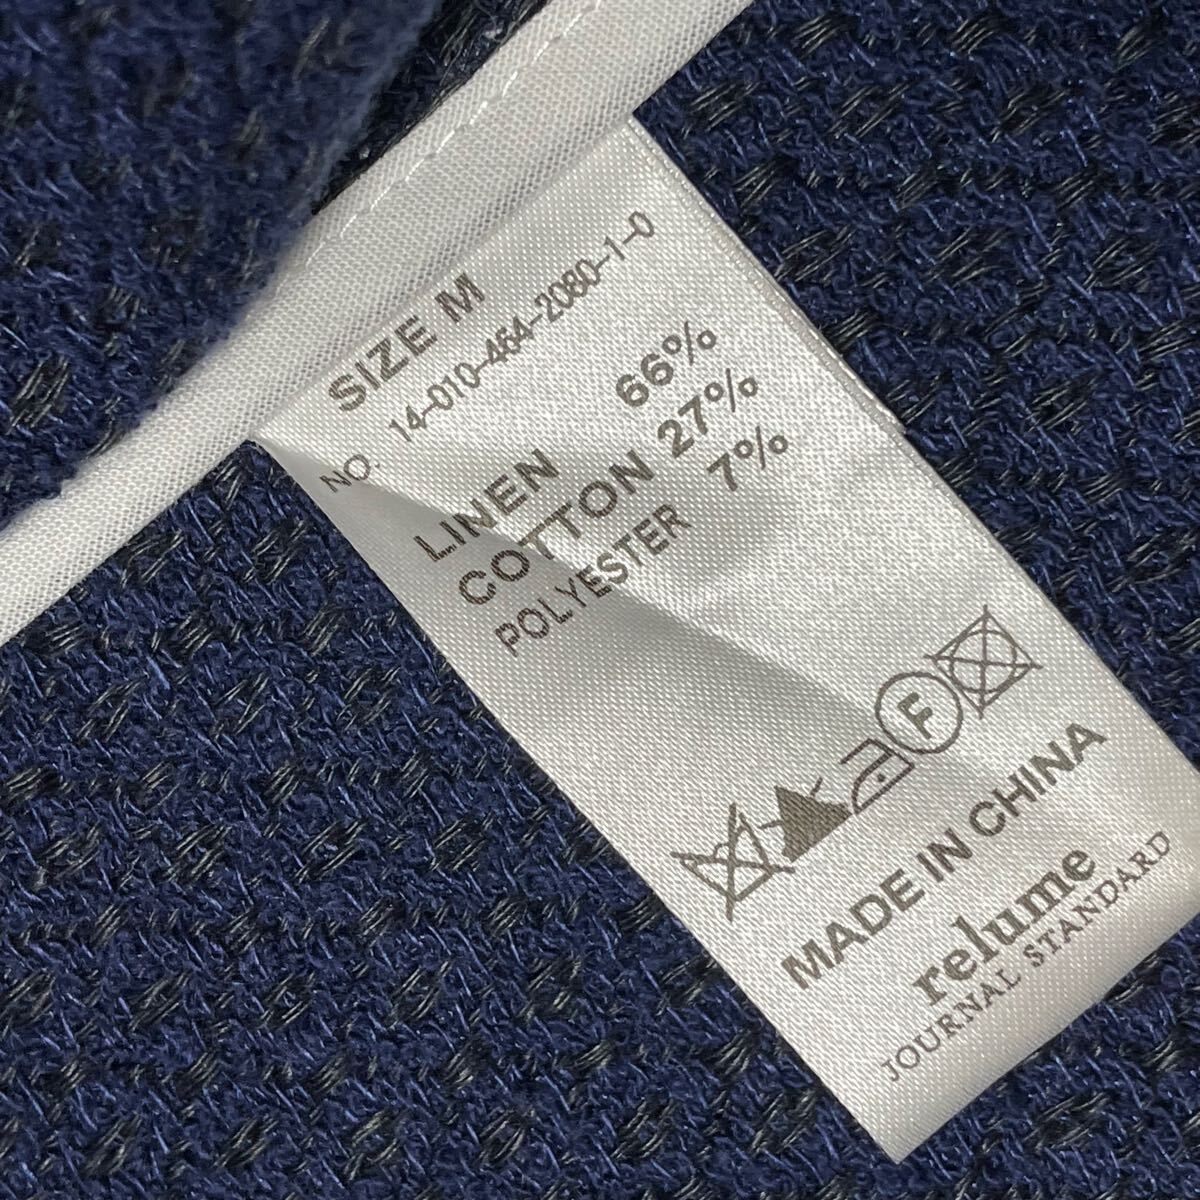 SIZE M
NO. 14-010-464-2080-1-0
LINEN 66%
COTTON 27%
POLYESTER 7%
F
MADE IN CHINA
relume
JOURNAL STANDARD